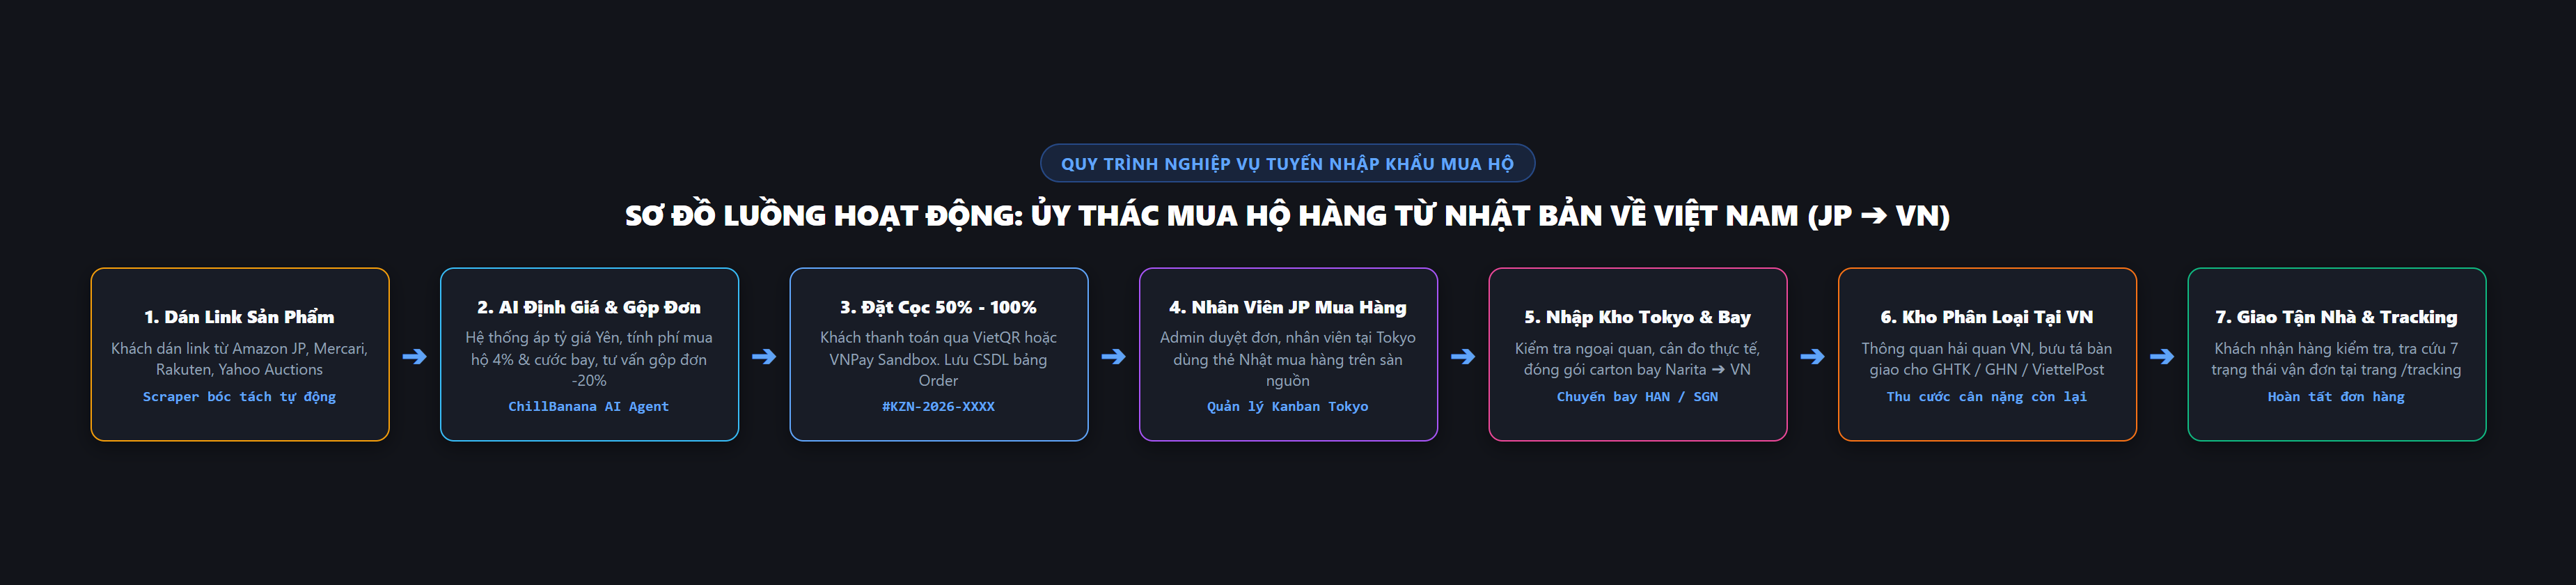 QUY TRÌNH NGHIỆP VỤ TUYẾN NHẬP KHẨU MUA HỘ
SƠ ĐỒ LUỒNG HOẠT ĐỘNG: ỦY THÁC MUA HỘ HÀNG TỪ NHẬT BẢN VỀ VIỆT NAM (JP ➔ VN)
1. Dán Link Sản Phẩm
Khách dán link từ Amazon JP, Mercari,
Rakuten, Yahoo Auctions
Scraper bóc tách tự động
➔
2. AI Định Giá & Gộp Đơn
Hệ thống áp tỷ giá Yên, tính phí mua
hộ 4% & cước bay, tư vấn gộp đơn
-20%
ChillBanana AI Agent
➔
3. Đặt Cọc 50% - 100%
Khách thanh toán qua VietQR hoặc
VNPay Sandbox. Lưu CSDL bảng
Order
#KZN-2026-XXXX
➔
4. Nhân Viên JP Mua Hàng
Admin duyệt đơn, nhân viên tại Tokyo
dùng thẻ Nhật mua hàng trên sàn
nguồn
Quản lý Kanban Tokyo
➔
5. Nhập Kho Tokyo & Bay
Kiểm tra ngoại quan, cân đo thực tế,
đóng gói carton bay Narita ➔ VN
Chuyến bay HAN / SGN
➔
6. Kho Phân Loại Tại VN
Thông quan hải quan VN, bưu tá bàn
giao cho GHTK / GHN / ViettelPost
Thu cước cân nặng còn lại
➔
7. Giao Tận Nhà & Tracking
Khách nhận hàng kiểm tra, tra cứu 7
trạng thái vận đơn tại trang /tracking
Hoàn tất đơn hàng